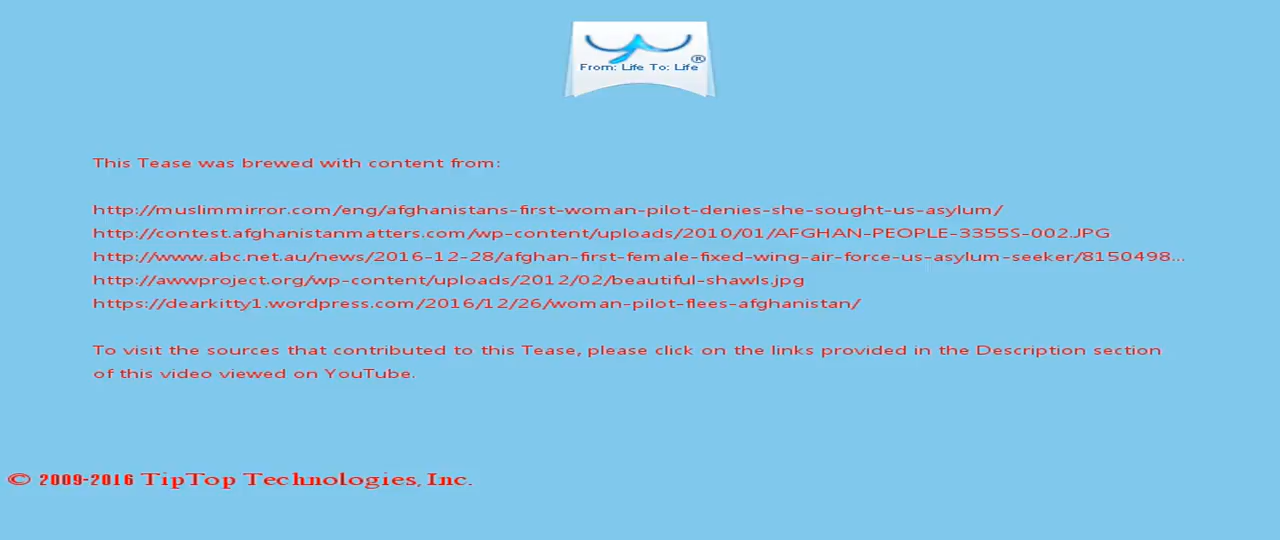 From: Life To: Life®
This Tease was brewed with content from:
http://muslimmirror.com/eng/afghanistans-first-woman-pilot-denies-she-sought-us-asylum/
http://contest.afghanistanmatters.com/wp-content/uploads/2010/01/AFGHAN-PEOPLE-3355S-002.JPG
http://www.abc.net.au/news/2016-12-28/afghan-first-female-fixed-wing-air-force-us-asylum-seeker/8150498...
http://awwproject.org/wp-content/uploads/2012/02/beautiful-shawls.jpg
https://dearkitty1.wordpress.com/2016/12/26/woman-pilot-flees-afghanistan/
To visit the sources that contributed to this Tease, please click on the links provided in the Description section
of this video viewed on YouTube.
© 2009-2016 TipTop Technologies, Inc.